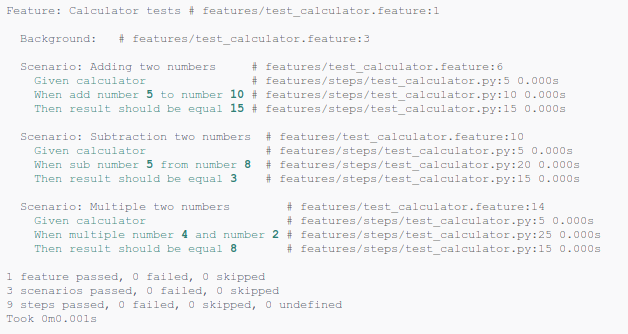 Feature: Calculator tests # features/test_calculator.feature:1
Background: # features/test_calculator.feature:3
Scenario: Adding two numbers # features/test_calculator.feature:6
Given calculator # features/steps/test_calculator.py:5 0.000s
When add number 5 to number 10 # features/steps/test_calculator.py:10 0.000s
Then result should be equal 15 # features/steps/test_calculator.py:15 0.000s
Scenario: Subtraction two numbers # features/test_calculator.feature:10
Given calculator # features/steps/test_calculator.py:5 0.000s
When sub number 5 from number 8 # features/steps/test_calculator.py:20 0.000s
Then result should be equal 3 # features/steps/test_calculator.py:15 0.000s
Scenario: Multiple two numbers # features/test_calculator.feature:14
Given calculator # features/steps/test_calculator.py:5 0.000s
When multiple number 4 and number 2 # features/steps/test_calculator.py:25 0.000s
Then result should be equal 8 # features/steps/test_calculator.py:15 0.000s
1 feature passed, 0 failed, 0 skipped
3 scenarios passed, 0 failed, 0 skipped
9 steps passed, 0 failed, 0 skipped, 0 undefined
Took 0m0.001s